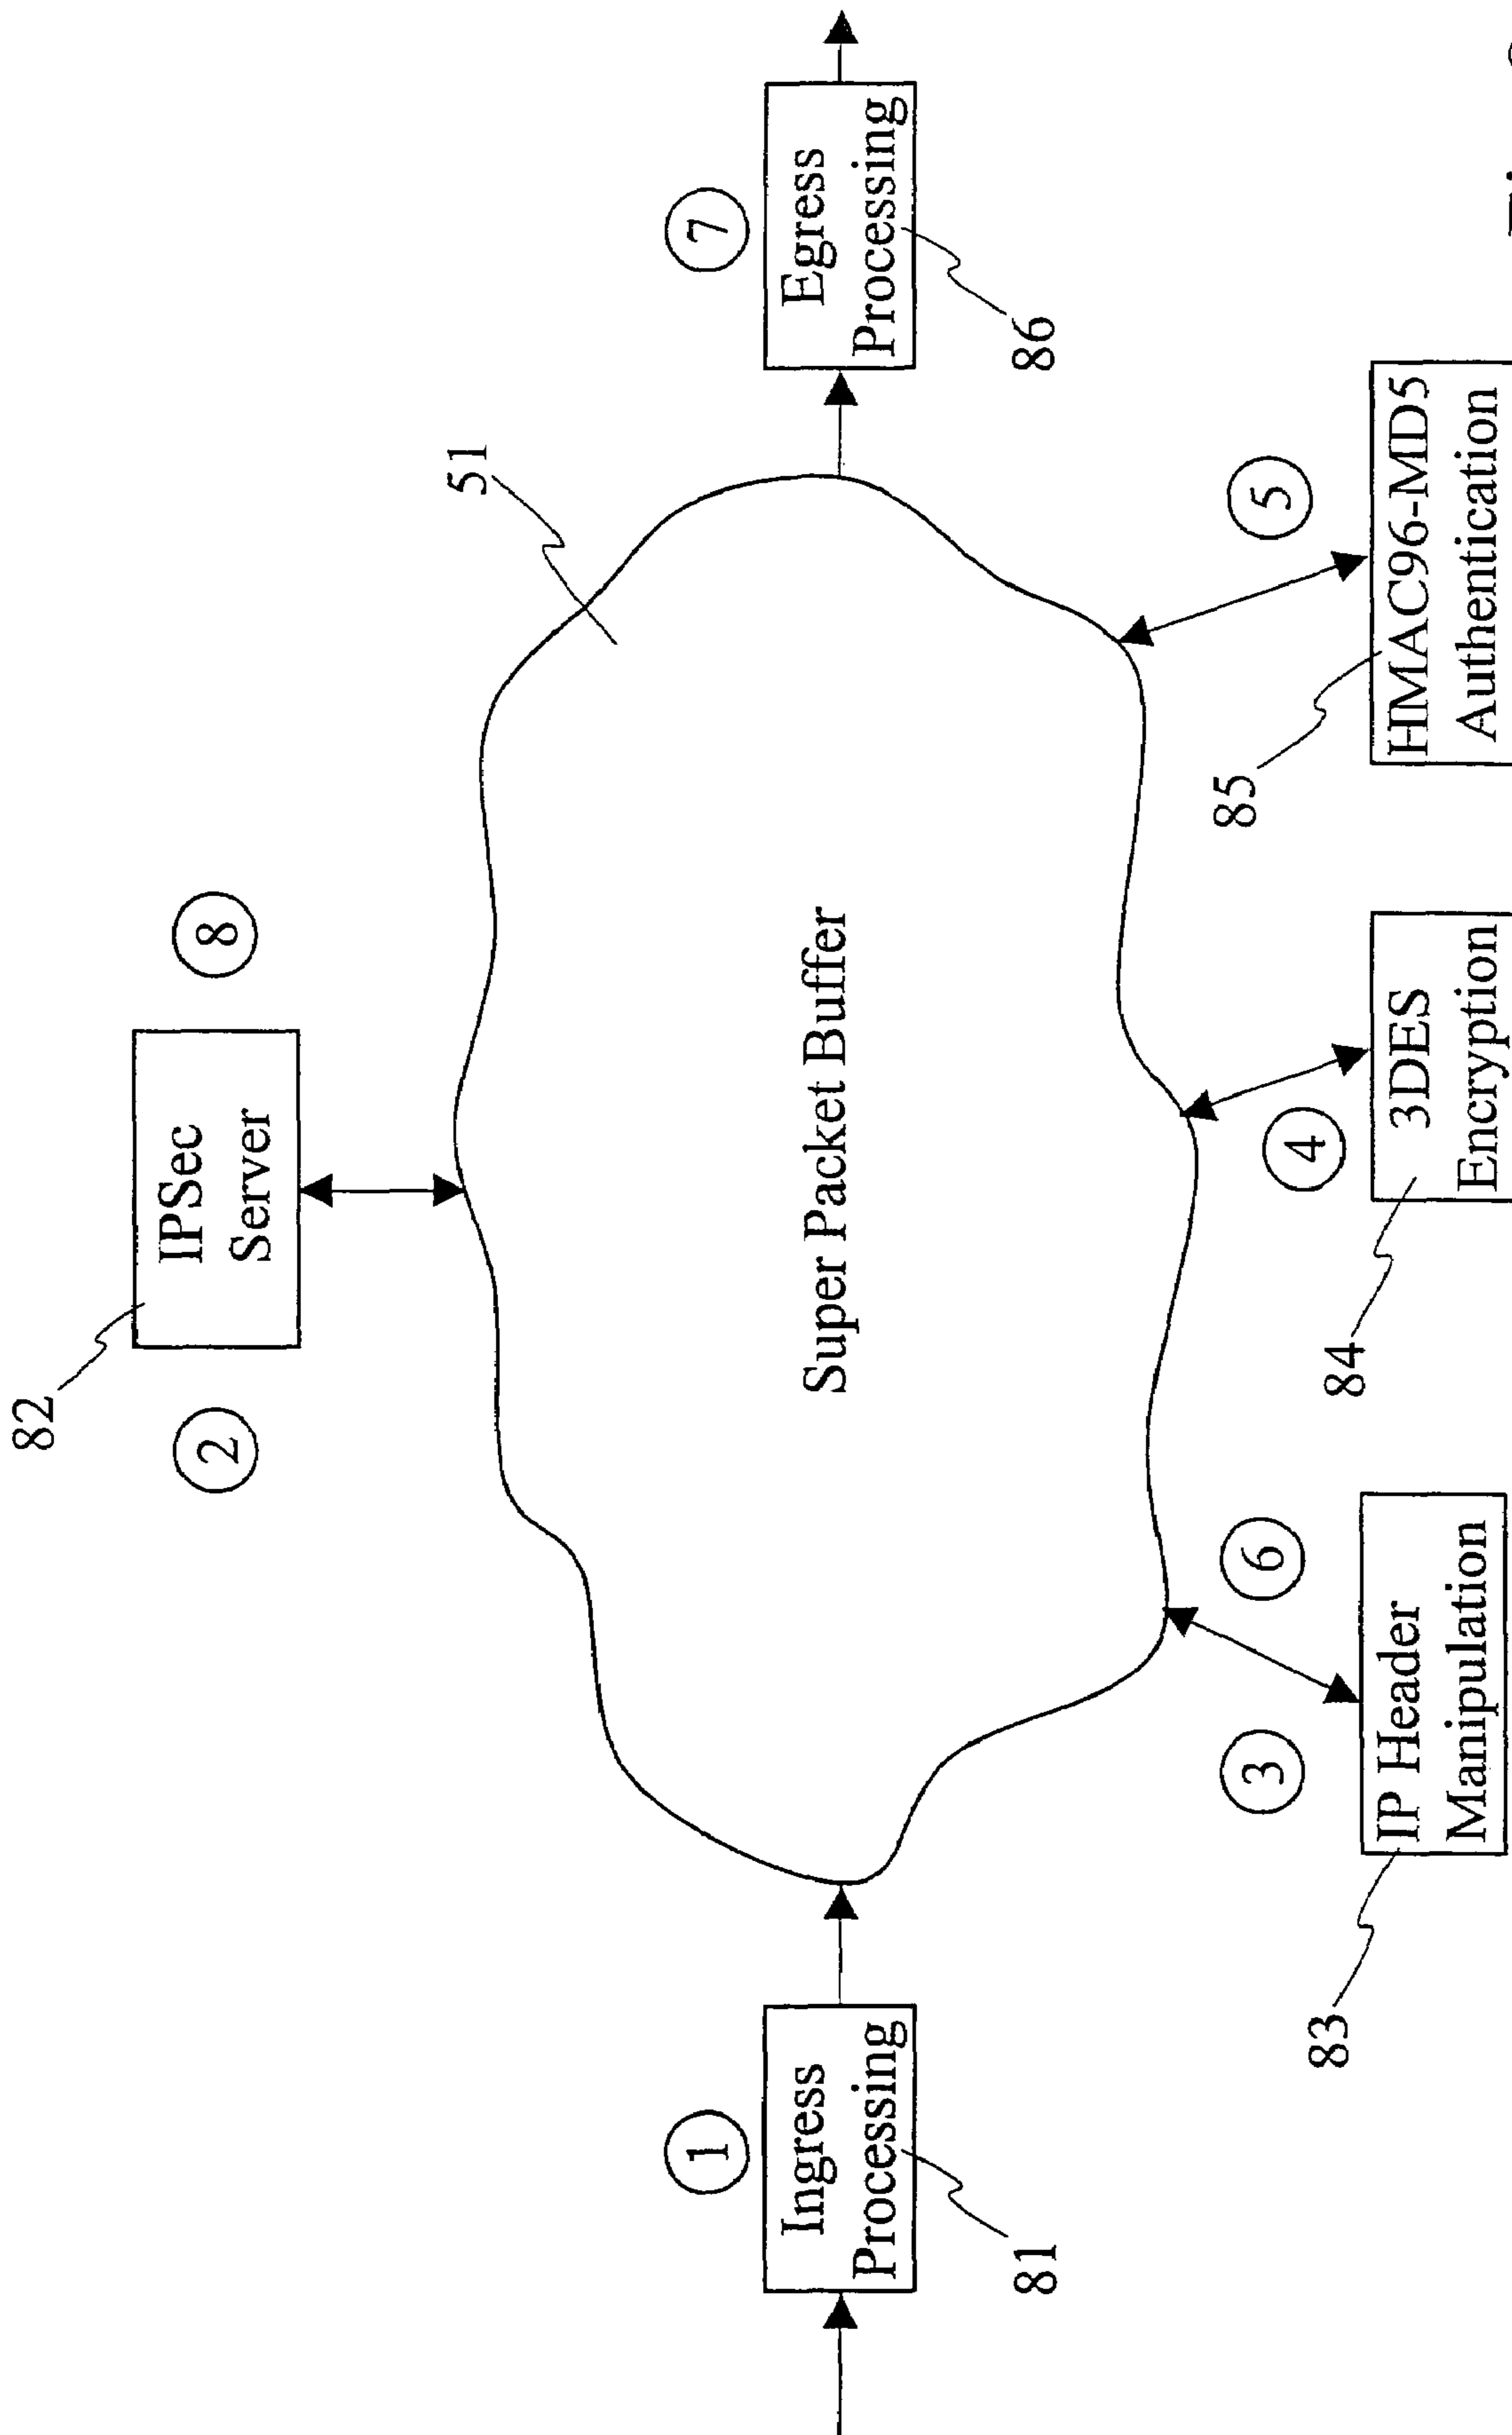 82
2
IPSec
Server
8
51
1
Ingress
Processing
81
Super Packet Buffer
7
Egress
Processing
86
3
6
IP Header
Manipulation
83
4
3DES
Encryption
84
5
HMAC96-MD5
Authentication
85